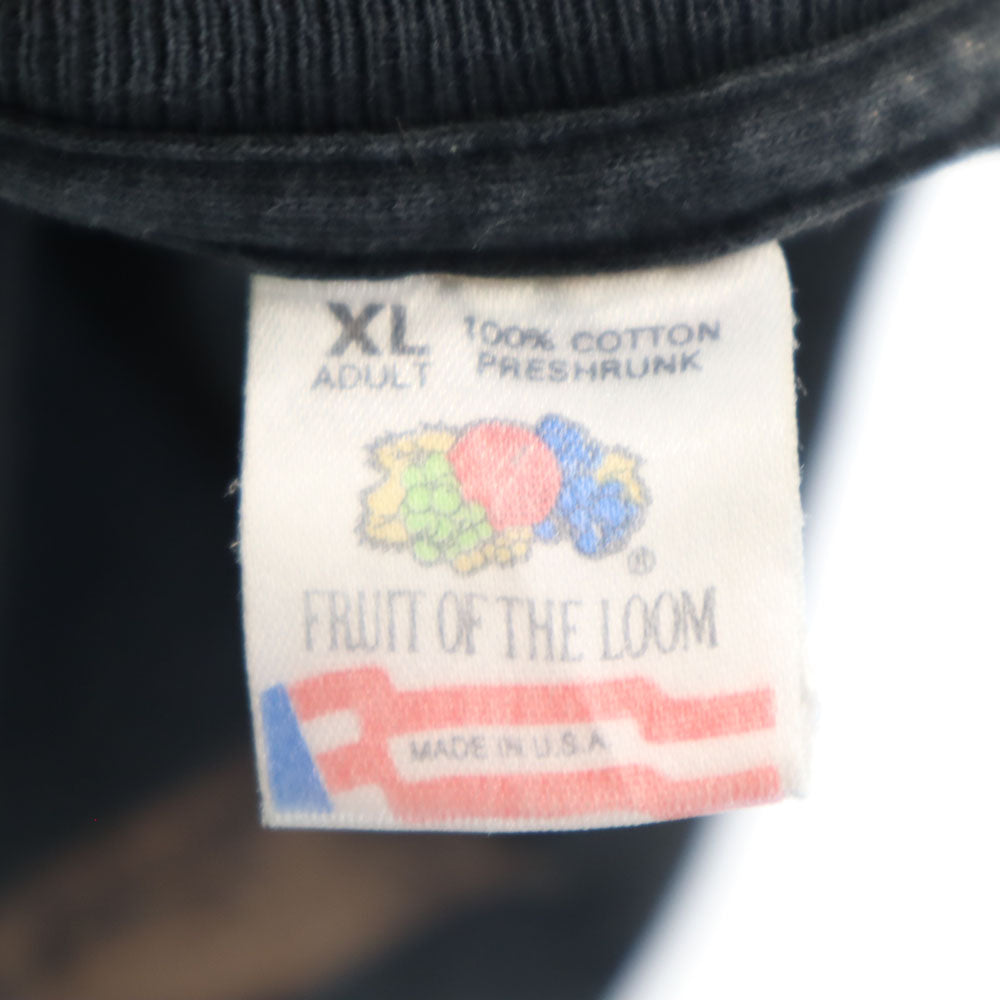 XL
ADULT
100% COTTON
PRESHRUNK
®
FRUIT OF THE LOOM
MADE IN U.S.A.